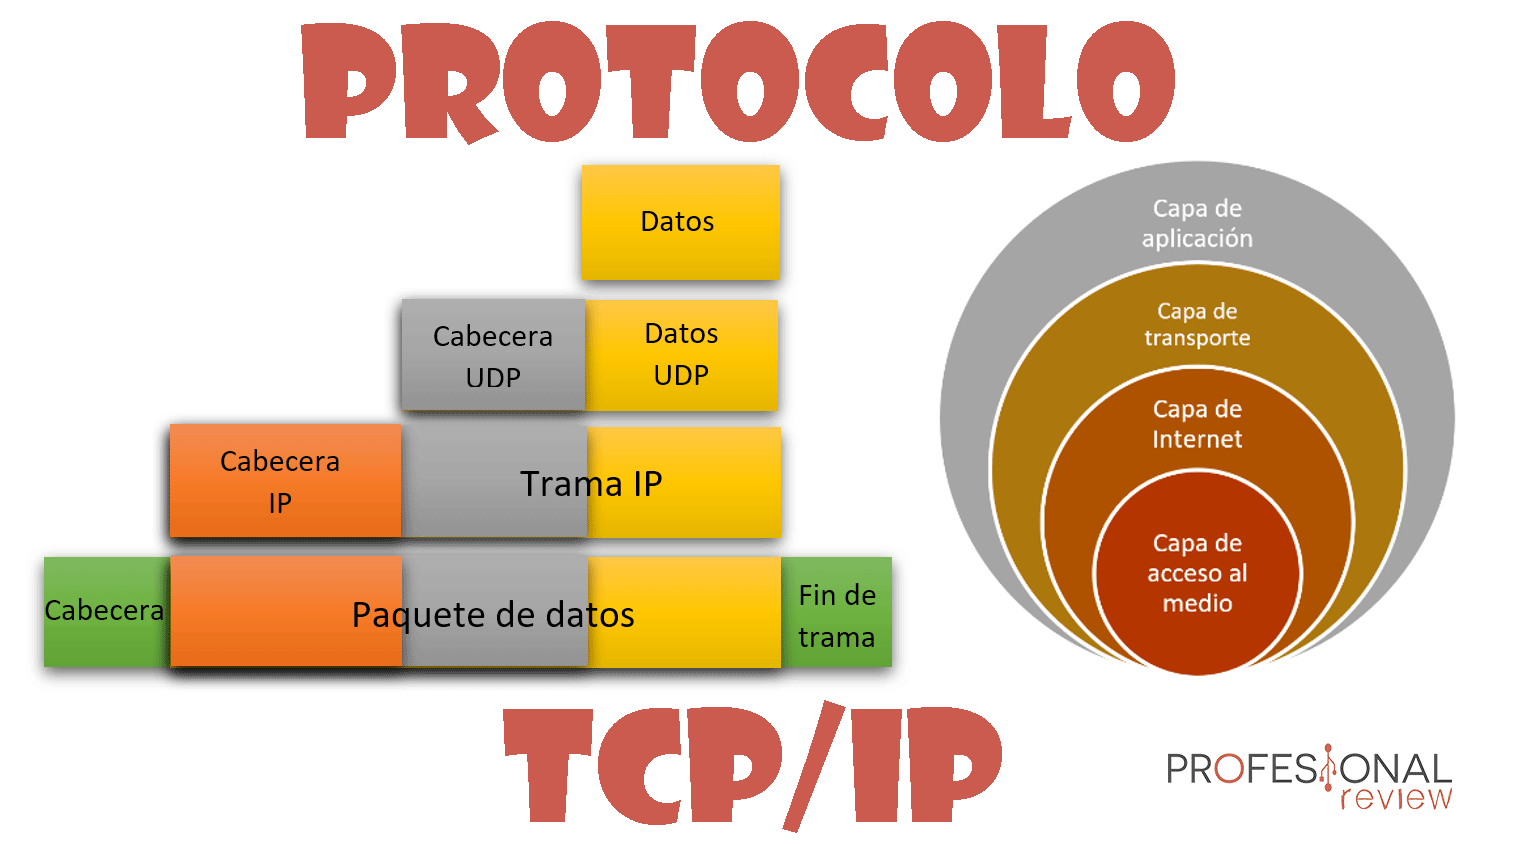 PROTOCOLO
Datos
Cabecera
UDP
Datos
UDP
Cabecera
IP
Trama IP
Cabecera
Paquete de datos
Fin de
trama
Capa de
aplicación
Capa de
transporte
Capa de
Internet
Capa de
acceso al
medio
TCP/IP
PROFESIONAL
review